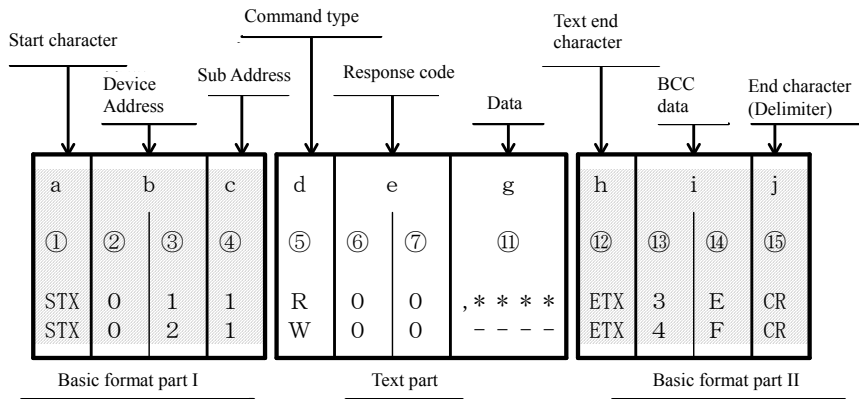 Command type
Text end
character
Start character
Device
Address
Sub Address
Response code
Data
BCC
data
End character
(Delimiter)
a b c d e g h i j
① ② ③ ④ ⑤ ⑥ ⑦ ⑪ ⑫ ⑬ ⑭ ⑮
STX 0 1 1 R 0 0 ,**** ETX 3 E CR
STX 0 2 1 W 0 0 ---- ETX 4 F CR
Basic format part I Text part Basic format part II